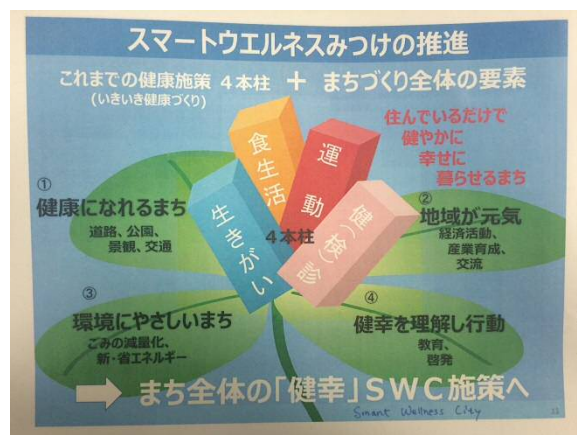 スマートウエルネスみつけの推進
これまでの健康施策 4本柱 + まちづくり全体の要素
(いきいき健康づくり)
住んでいるだけで
健やかに
幸せに
暮らせるまち
食生活
運動
生きがい
健(検)診
4本柱
①
健康になれるまち
道路、公園、
景観、交通
②
地域が元気
経済活動、
産業育成、
交流
③
環境にやさしいまち
ごみの減量化、
新・省エネルギー
④
健幸を理解し行動
教育、
啓発
まち全体の「健幸」SWC施策へ
Smart Wellness City